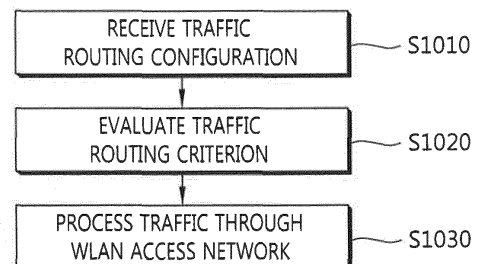 RECEIVE TRAFFIC
ROUTING CONFIGURATION
S1010
EVALUATE TRAFFIC
ROUTING CRITERION
S1020
PROCESS TRAFFIC THROUGH
WLAN ACCESS NETWORK
S1030